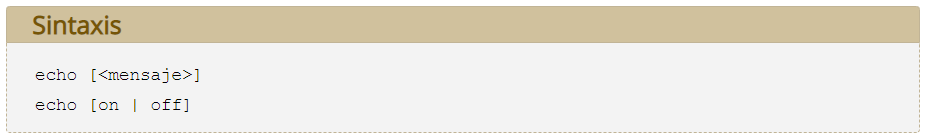 Sintaxis
echo [<mensaje>]
echo [on | off]